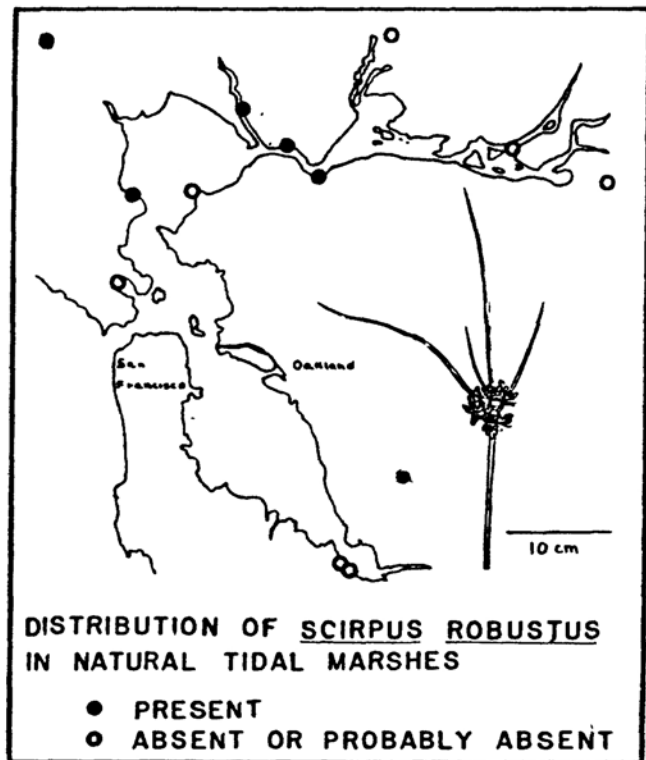 San
Francisco
Oakland
10 cm
DISTRIBUTION OF SCIRPUS ROBUSTUS
IN NATURAL TIDAL MARSHES
PRESENT
ABSENT OR PROBABLY ABSENT